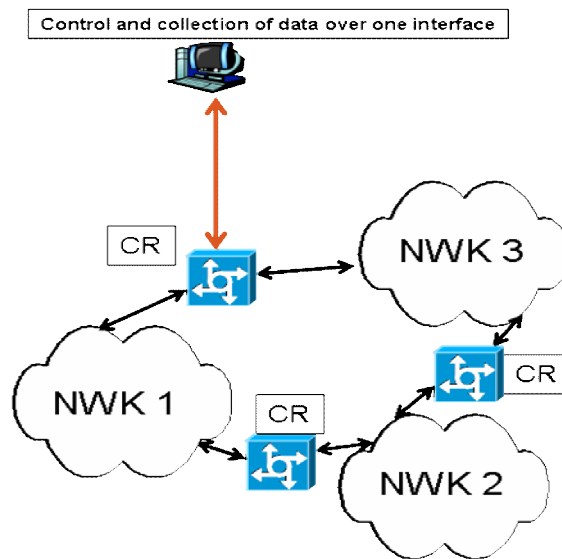 Control and collection of data over one interface
CR
NWK 3
CR
NWK 1
CR
NWK 2